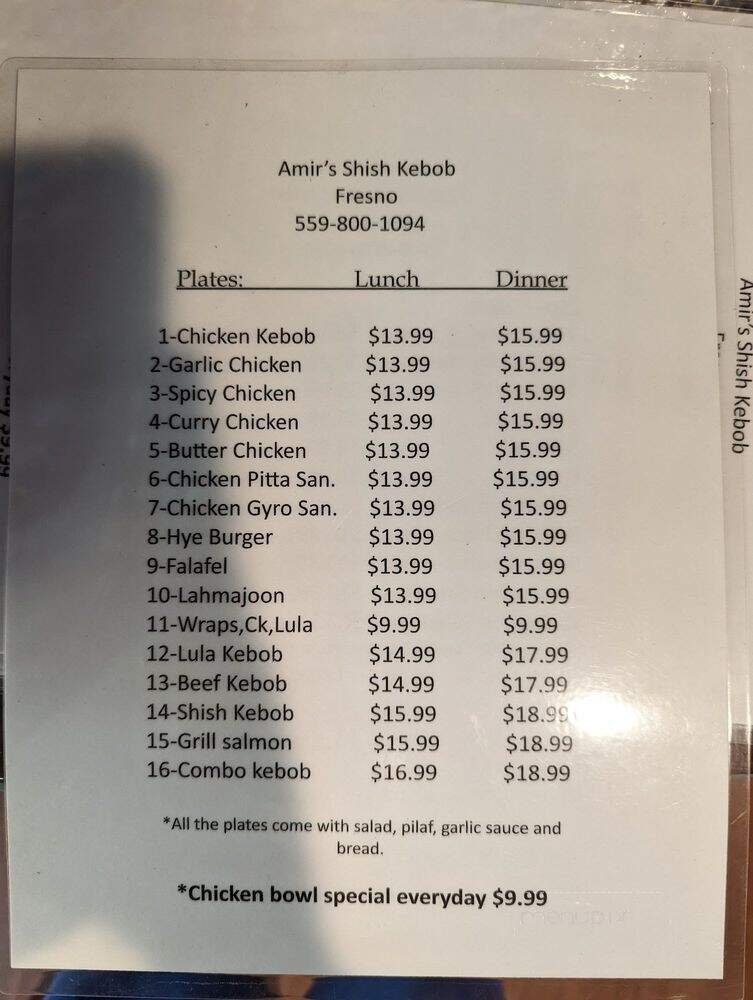 Amir's Shish Kebob
Fresno
559-800-1094
Plates: Lunch Dinner
1-Chicken Kebob $13.99 $15.99
2-Garlic Chicken $13.99 $15.99
3-Spicy Chicken $13.99 $15.99
4-Curry Chicken $13.99 $15.99
5-Butter Chicken $13.99 $15.99
6-Chicken Pitta San. $13.99 $15.99
7-Chicken Gyro San. $13.99 $15.99
8-Hye Burger $13.99 $15.99
9-Falafel $13.99 $15.99
10-Lahmajoon $13.99 $15.99
11-Wraps,Ck,Lula $9.99 $9.99
12-Lula Kebob $14.99 $17.99
13-Beef Kebob $14.99 $17.99
14-Shish Kebob $15.99 $18.99
15-Grill salmon $15.99 $18.99
16-Combo kebob $16.99 $18.99
*All the plates come with salad, pilaf, garlic sauce and
bread.
*Chicken bowl special everyday $9.99
menupix
Amir's Shish Kebob